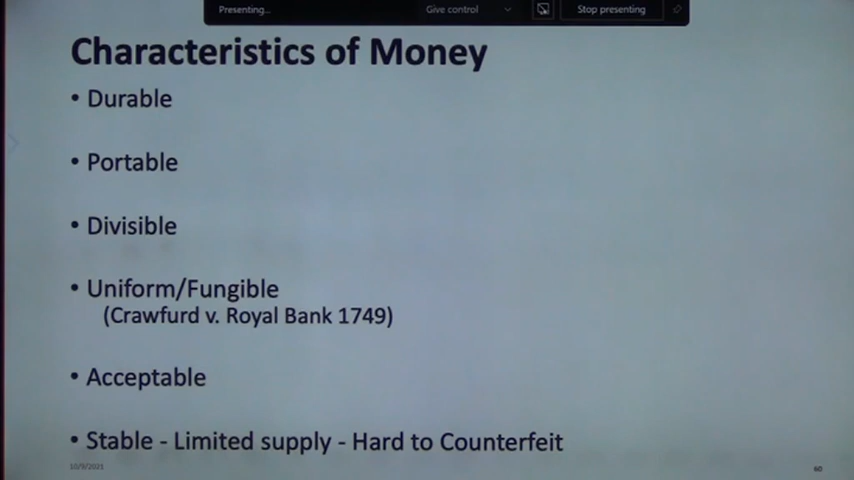 Presenting...
Give control
Stop presenting
Characteristics of Money
• Durable
• Portable
• Divisible
• Uniform/Fungible
(Crawfurd v. Royal Bank 1749)
• Acceptable
• Stable - Limited supply - Hard to Counterfeit
10/9/2021
60